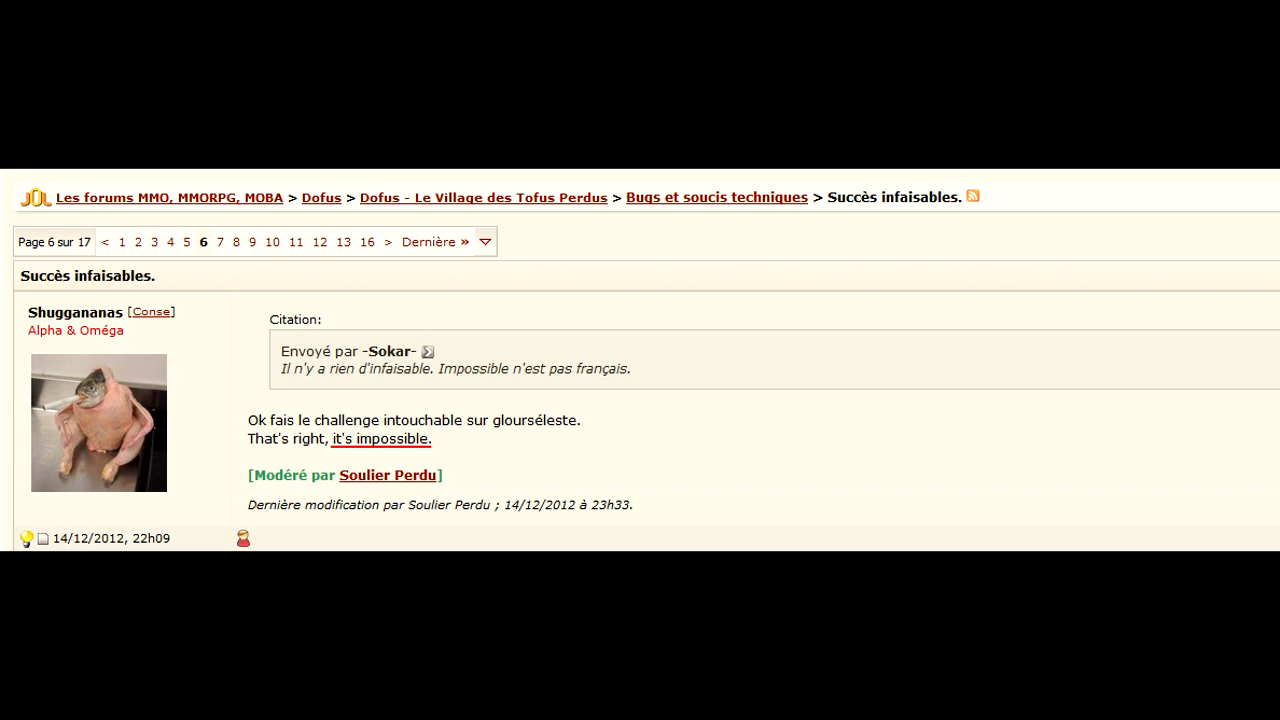 JOL Les forums MMO, MMORPG, MOBA > Dofus > Dofus - Le Village des Tofus Perdus > Bugs et soucis techniques > Succès infaisables.
Page 6 sur 17 < 1 2 3 4 5 6 7 8 9 10 11 12 13 16 > Dernière »
Succès infaisables.
Shuggananas [Conse]
Alpha & Oméga
Citation:
Envoyé par -Sokar-
Il n'y a rien d'infaisable. Impossible n'est pas français.
Ok fais le challenge intouchable sur glourséleste.
That's right, it's impossible.
[Modéré par Soulier Perdu]
Dernière modification par Soulier Perdu ; 14/12/2012 à 23h33.
14/12/2012, 22h09